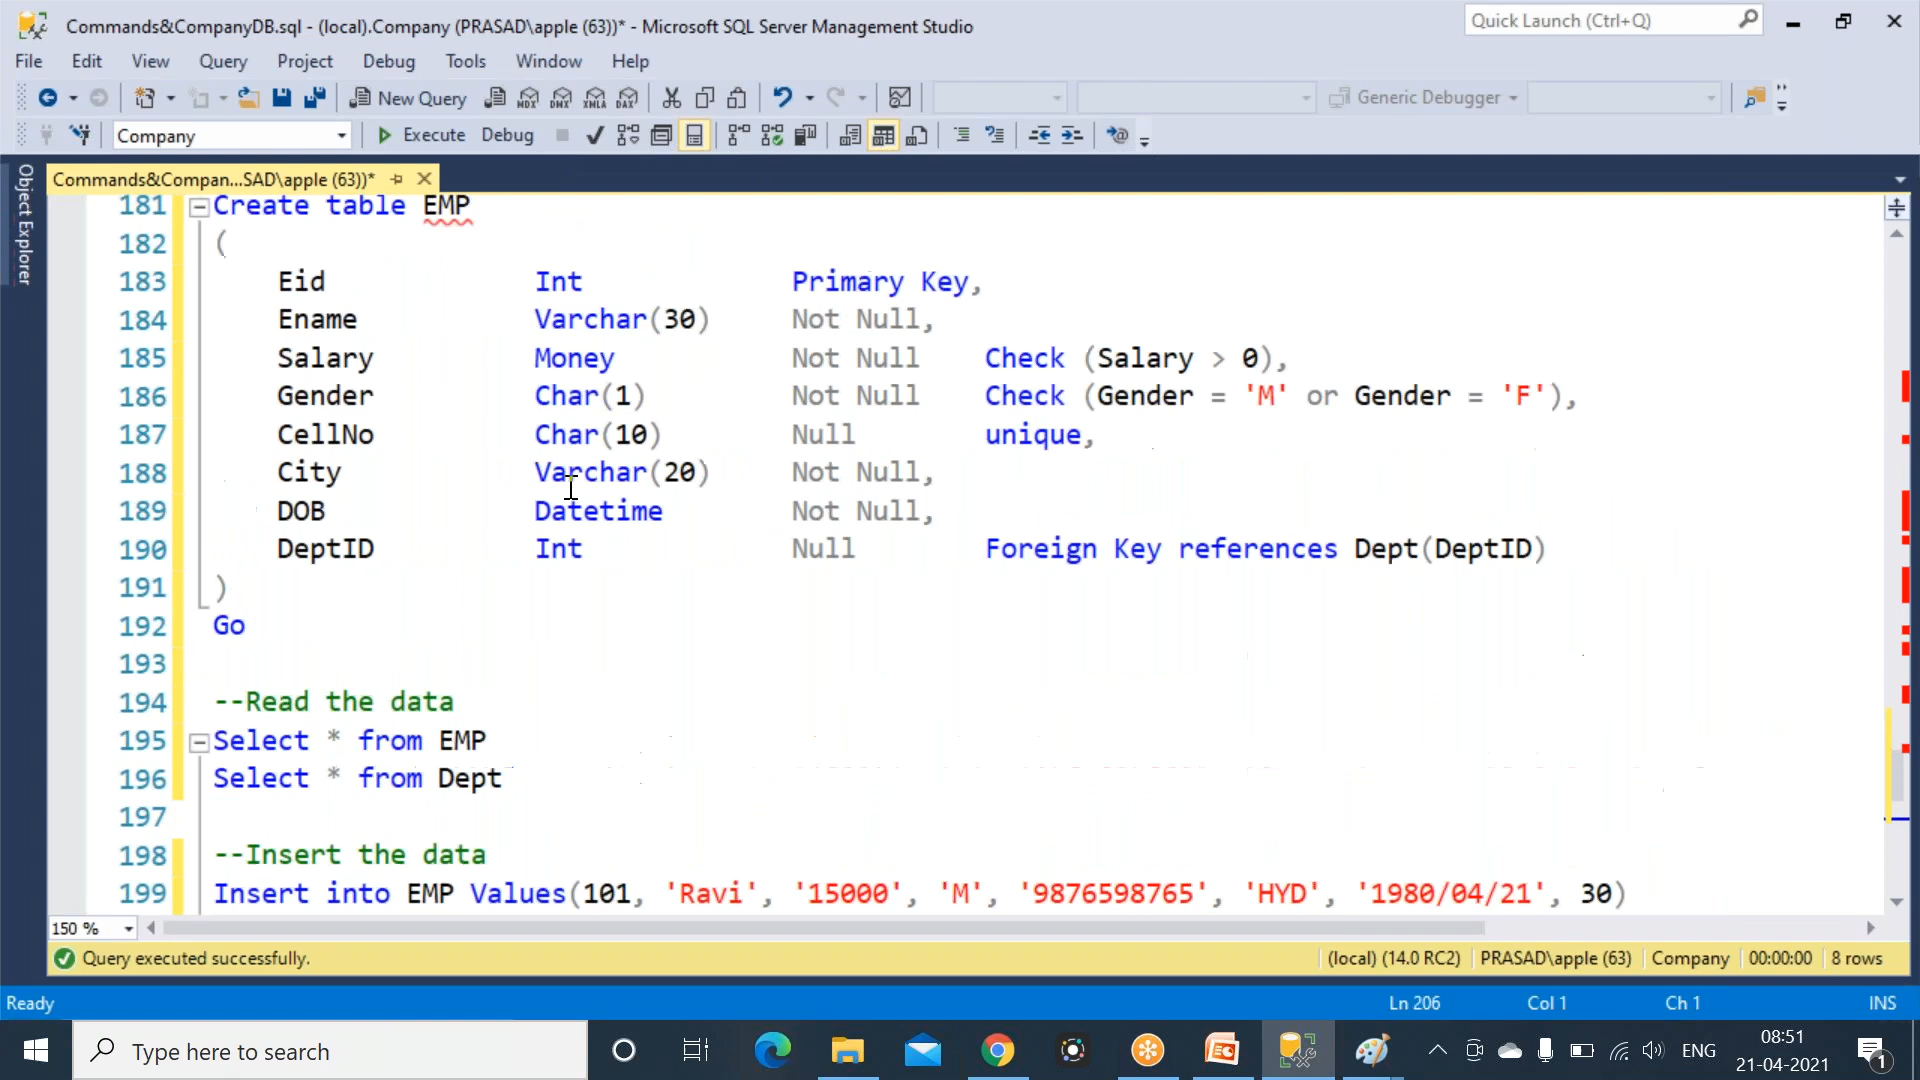 Commands&CompanyDB.sql - (local).Company (PRASAD\apple (63))* - Microsoft SQL Server Management Studio
Quick Launch (Ctrl+Q)
File Edit View Query Project Debug Tools Window Help
New Query MDX DMX XMLA DAX Generic Debugger
Company Execute Debug
Object Explorer
Commands&Compan...SAD\apple (63))*
181 Create table EMP
182 (
183 Eid Int Primary Key,
184 Ename Varchar(30) Not Null,
185 Salary Money Not Null Check (Salary > 0),
186 Gender Char(1) Not Null Check (Gender = 'M' or Gender = 'F'),
187 CellNo Char(10) Null unique,
188 City Varchar(20) Not Null,
189 DOB Datetime Not Null,
190 DeptID Int Null Foreign Key references Dept(DeptID)
191 )
192 Go
193
194 --Read the data
195 Select * from EMP
196 Select * from Dept
197
198 --Insert the data
199 Insert into EMP Values(101, 'Ravi', '15000', 'M', '9876598765', 'HYD', '1980/04/21', 30)
150 %
Query executed successfully. (local) (14.0 RC2) PRASAD\apple (63) Company 00:00:00 8 rows
Ready Ln 206 Col 1 Ch 1 INS
Type here to search ENG 08:51
21-04-2021 1